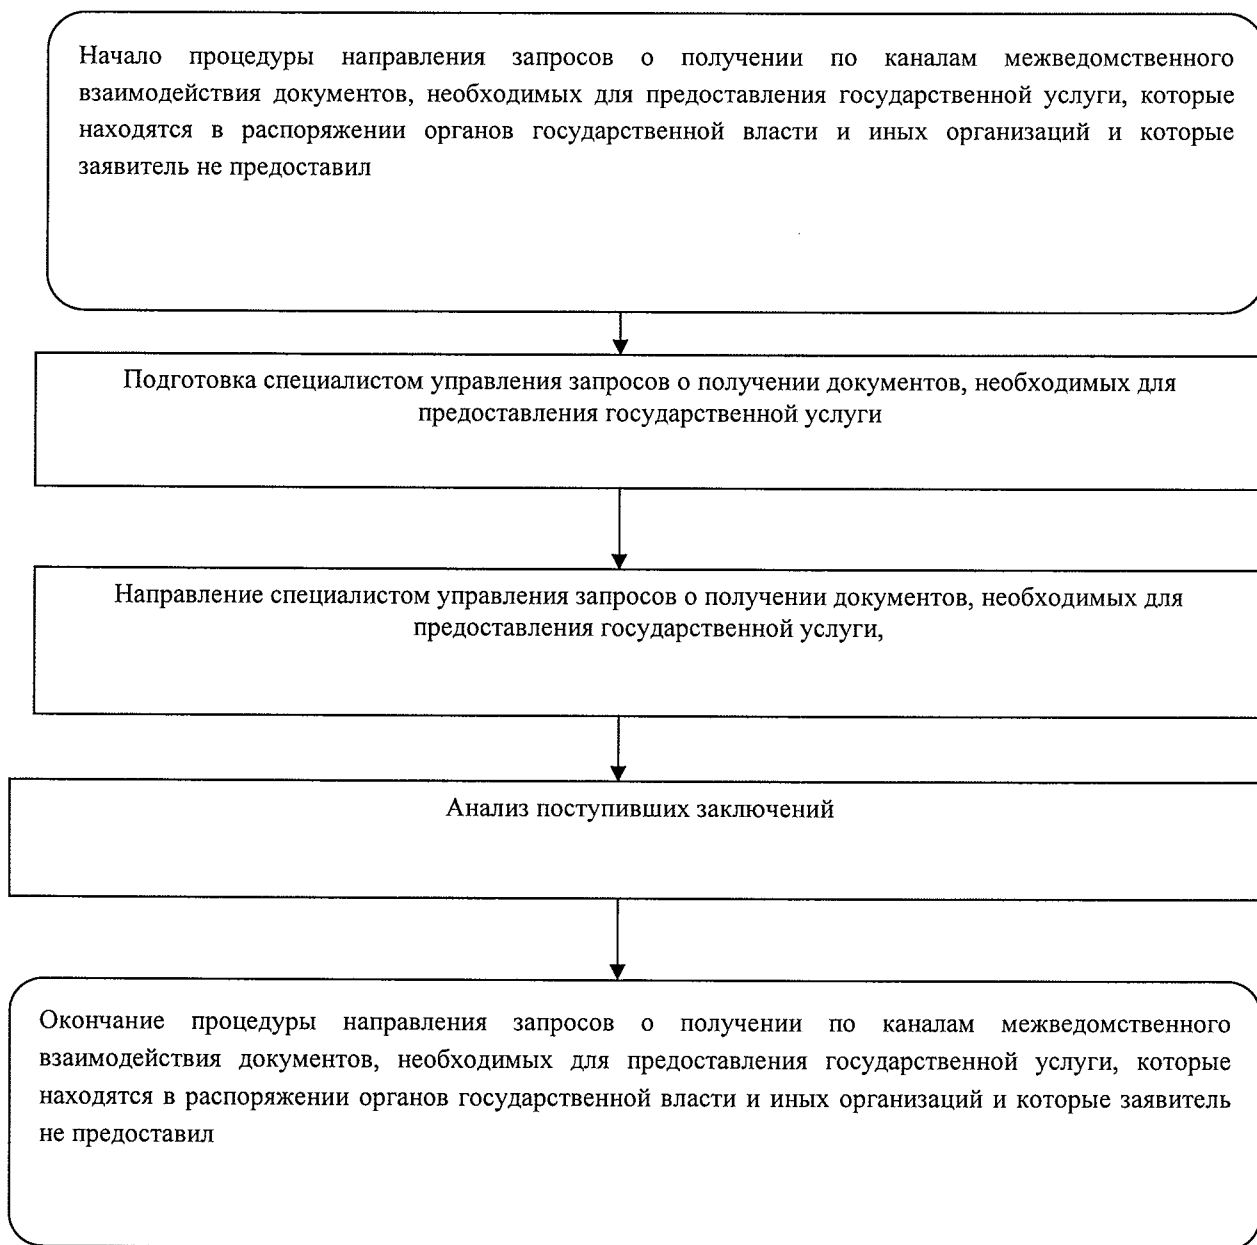 Начало процедуры направления запросов о получении по каналам межведомственного
взаимодействия документов, необходимых для предоставления государственной услуги, которые
находятся в распоряжении органов государственной власти и иных организаций и которые
заявитель не предоставил
Подготовка специалистом управления запросов о получении документов, необходимых для
предоставления государственной услуги
Направление специалистом управления запросов о получении документов, необходимых для
предоставления государственной услуги,
Анализ поступивших заключений
Окончание процедуры направления запросов о получении по каналам межведомственного
взаимодействия документов, необходимых для предоставления государственной услуги, которые
находятся в распоряжении органов государственной власти и иных организаций и которые заявитель
не предоставил